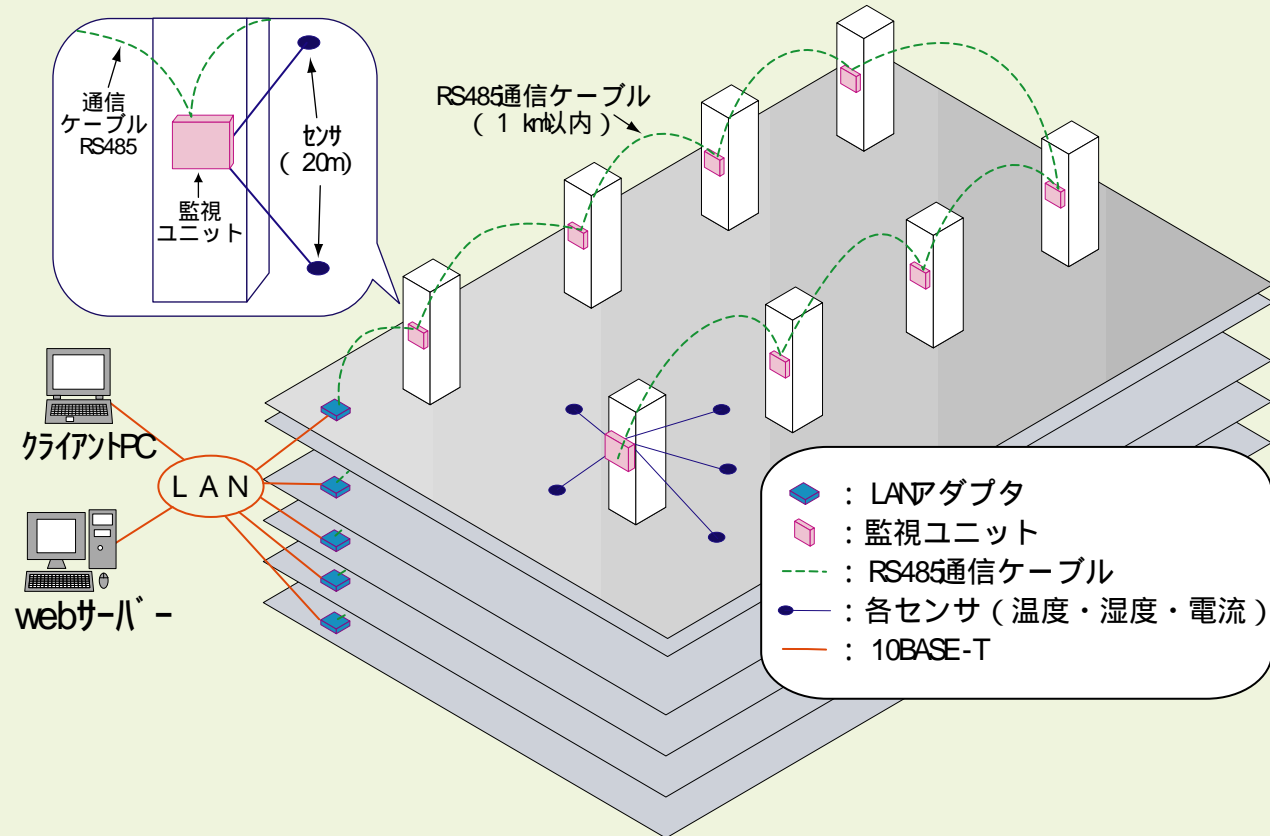 通信
ケーブル
RS485
監視
ユニット
センサ
( 20m)
RS485通信ケーブル
( 1 km以内 )
クライアントPC
LAN
webサーバー
: LANアダプタ
: 監視ユニット
: RS485通信ケーブル
: 各センサ ( 温度・湿度・電流 )
: 10BASE-T